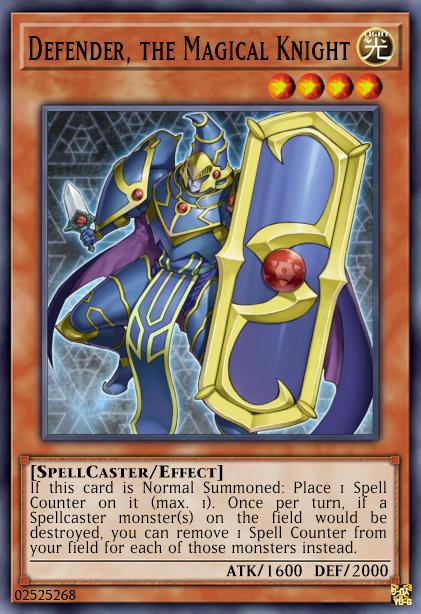 Defender, the Magical Knight
LIGHT
光
[SpellCaster/Effect]
If this card is Normal Summoned: Place 1 Spell
Counter on it (max. 1). Once per turn, if a
Spellcaster monster(s) on the field would be
destroyed, you can remove 1 Spell Counter from
your field for each of those monsters instead.
ATK/1600 DEF/2000
02525268